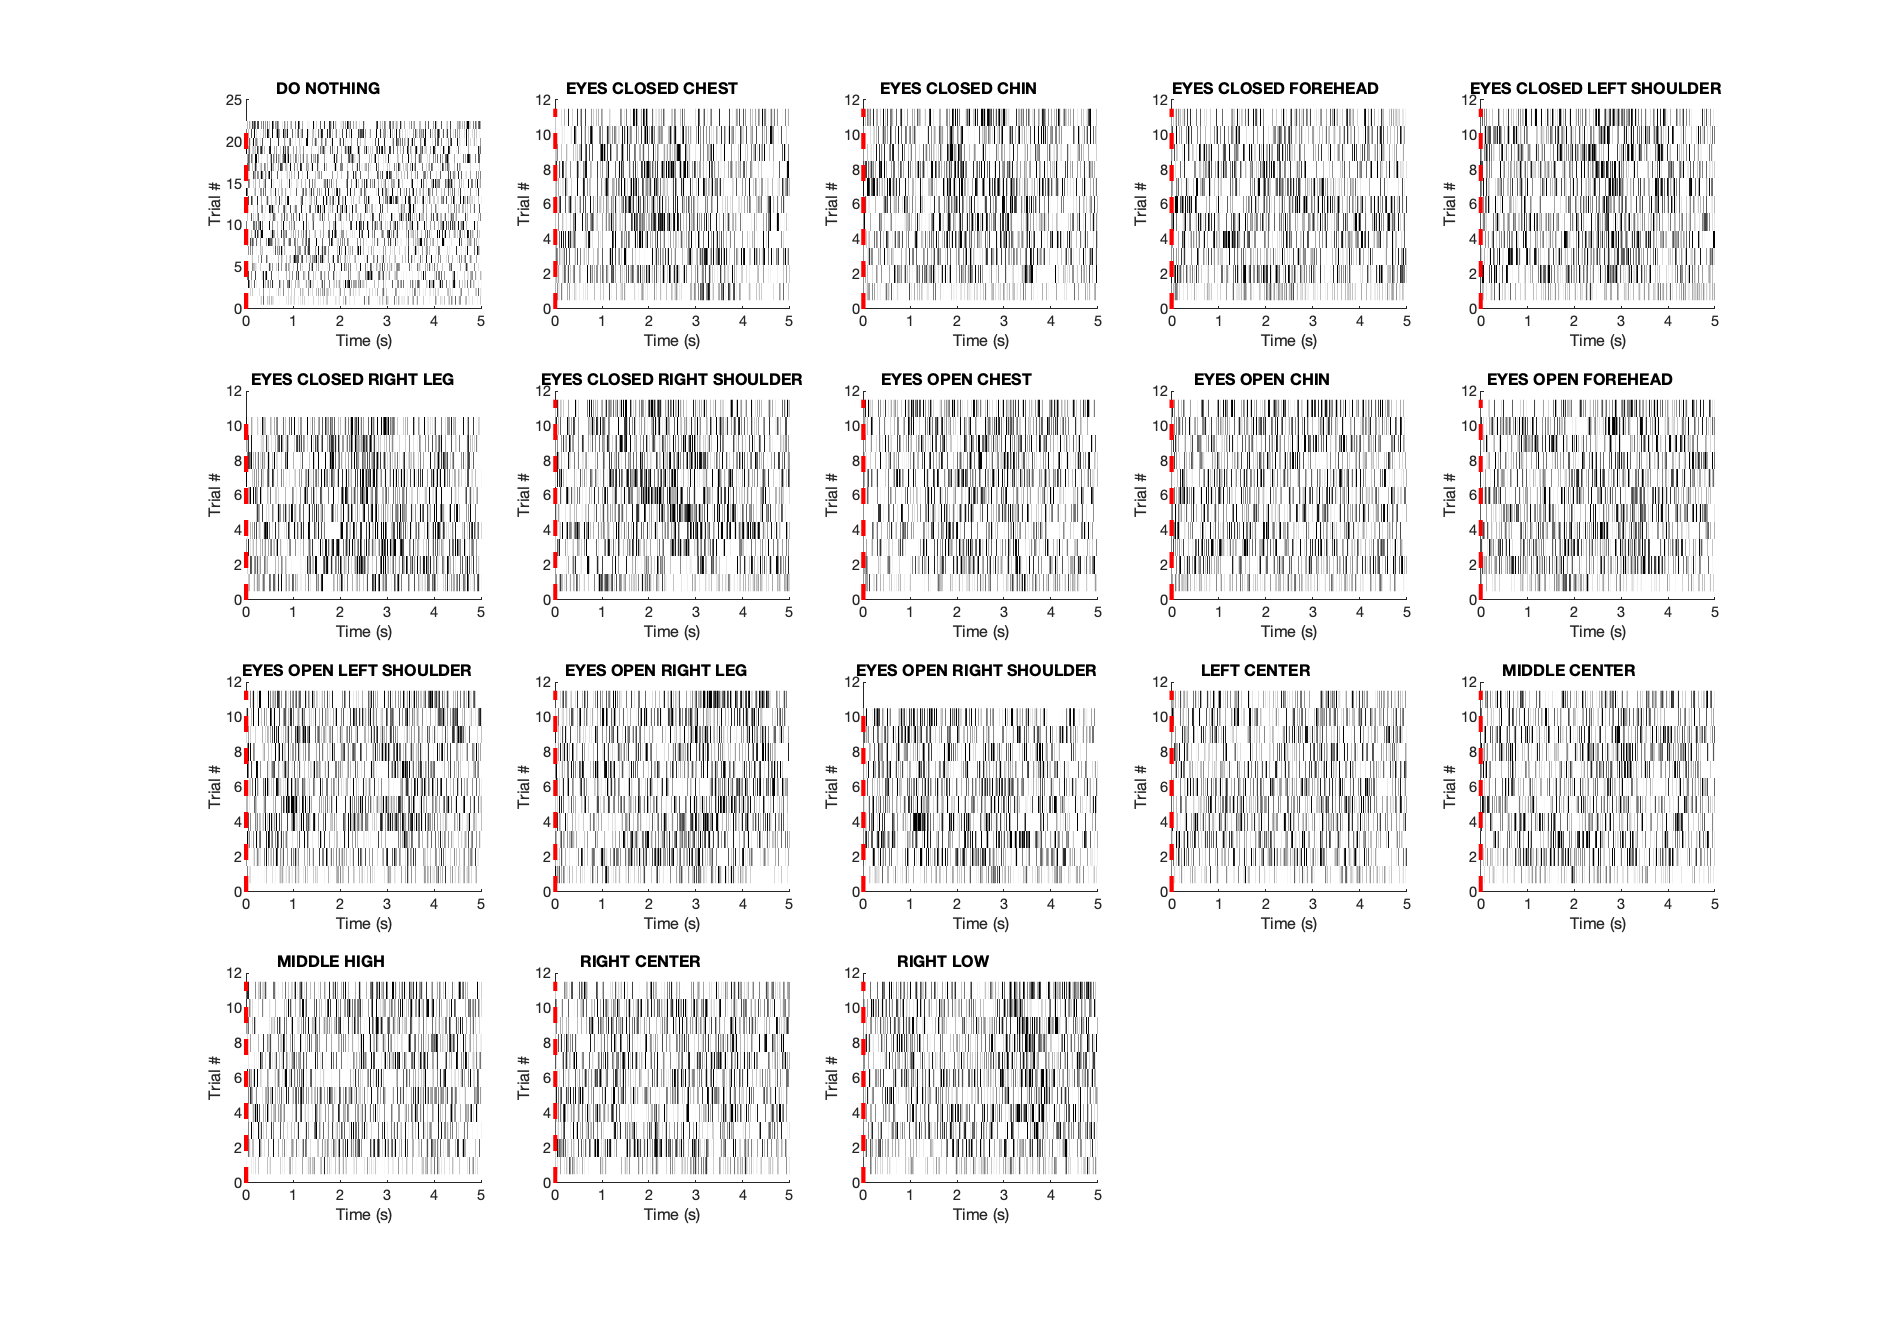 DO NOTHING
25
20
15
10
5
0
Trial #
0 1 2 3 4 5
Time (s)
EYES CLOSED CHEST
12
10
8
6
4
2
0
Trial #
0 1 2 3 4 5
Time (s)
EYES CLOSED CHIN
12
10
8
6
4
2
0
Trial #
0 1 2 3 4 5
Time (s)
EYES CLOSED FOREHEAD
12
10
8
6
4
2
0
Trial #
0 1 2 3 4 5
Time (s)
EYES CLOSED LEFT SHOULDER
12
10
8
6
4
2
0
Trial #
0 1 2 3 4 5
Time (s)
EYES CLOSED RIGHT LEG
12
10
8
6
4
2
0
Trial #
0 1 2 3 4 5
Time (s)
EYES CLOSED RIGHT SHOULDER
12
10
8
6
4
2
0
Trial #
0 1 2 3 4 5
Time (s)
EYES OPEN CHEST
12
10
8
6
4
2
0
Trial #
0 1 2 3 4 5
Time (s)
EYES OPEN CHIN
12
10
8
6
4
2
0
Trial #
0 1 2 3 4 5
Time (s)
EYES OPEN FOREHEAD
12
10
8
6
4
2
0
Trial #
0 1 2 3 4 5
Time (s)
EYES OPEN LEFT SHOULDER
12
10
8
6
4
2
0
Trial #
0 1 2 3 4 5
Time (s)
EYES OPEN RIGHT LEG
12
10
8
6
4
2
0
Trial #
0 1 2 3 4 5
Time (s)
EYES OPEN RIGHT SHOULDER
12
10
8
6
4
2
0
Trial #
0 1 2 3 4 5
Time (s)
LEFT CENTER
12
10
8
6
4
2
0
Trial #
0 1 2 3 4 5
Time (s)
MIDDLE CENTER
12
10
8
6
4
2
0
Trial #
0 1 2 3 4 5
Time (s)
MIDDLE HIGH
12
10
8
6
4
2
0
Trial #
0 1 2 3 4 5
Time (s)
RIGHT CENTER
12
10
8
6
4
2
0
Trial #
0 1 2 3 4 5
Time (s)
RIGHT LOW
12
10
8
6
4
2
0
Trial #
0 1 2 3 4 5
Time (s)